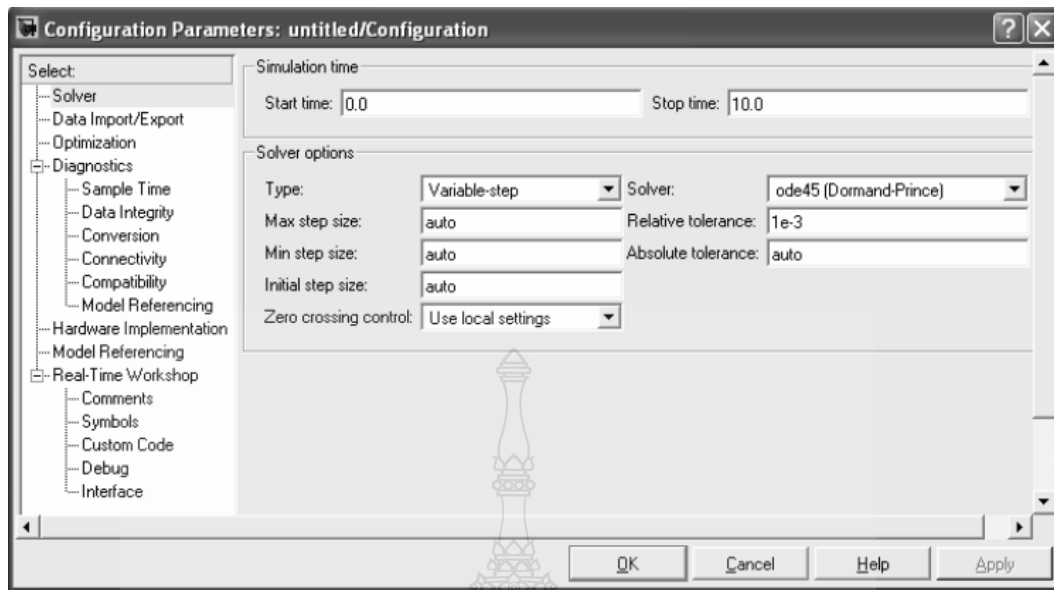 Configuration Parameters: untitled/Configuration
Select:
Solver
Data Import/Export
Optimization
Diagnostics
Sample Time
Data Integrity
Conversion
Connectivity
Compatibility
Model Referencing
Hardware Implementation
Model Referencing
Real-Time Workshop
Comments
Symbols
Custom Code
Debug
Interface
Simulation time
Start time: 0.0 Stop time: 10.0
Solver options
Type: Variable-step Solver: ode45 (Dormand-Prince)
Max step size: auto Relative tolerance: 1e-3
Min step size: auto Absolute tolerance: auto
Initial step size: auto
Zero crossing control: Use local settings
OK Cancel Help Apply